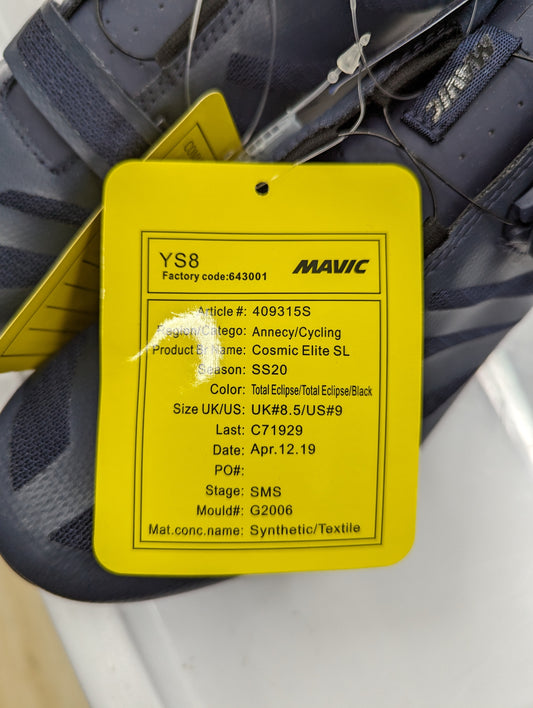 MAVIC
YS8
Factory code:643001
MAVIC
Article #: 409315S
Region/Catego: Annecy/Cycling
Product Br Name: Cosmic Elite SL
Season: SS20
Color: Total Eclipse/Total Eclipse/Black
Size UK/US: UK#8.5/US#9
Last: C71929
Date: Apr.12.19
PO#:
Stage: SMS
Mould#: G2006
Mat.conc.name: Synthetic/Textile